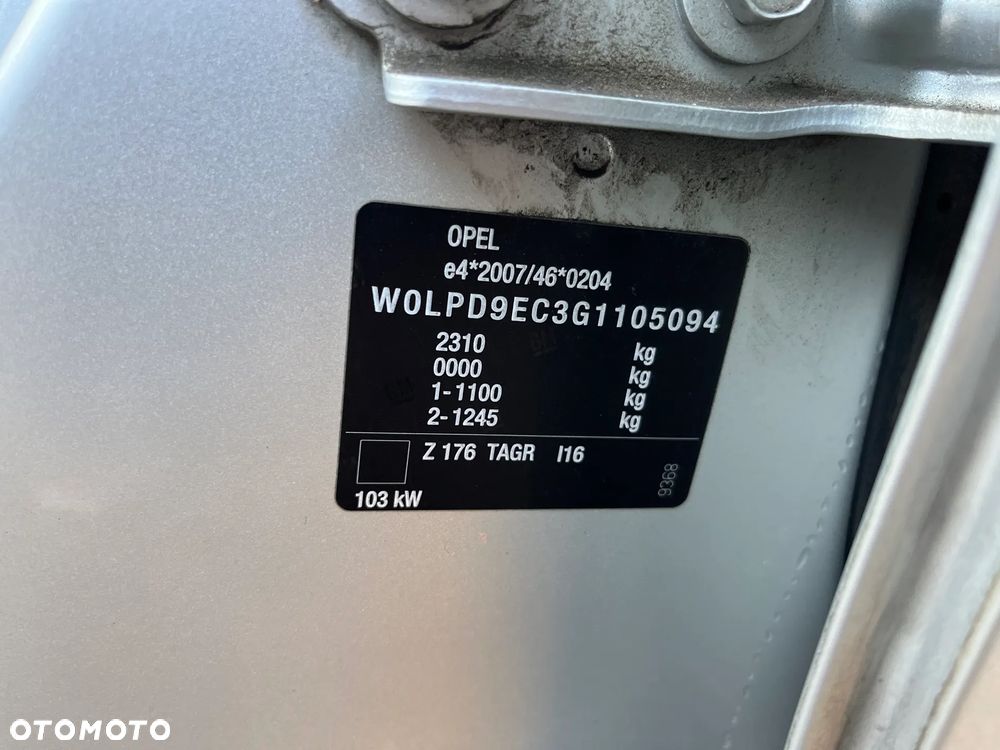 OPEL
e4*2007/46*0204
W0LPD9EC3G1105094
2310 kg
0000 kg
1-1100 kg
2-1245 kg
Z 176 TAGR I16
9368
103 kW
OTOMOTO